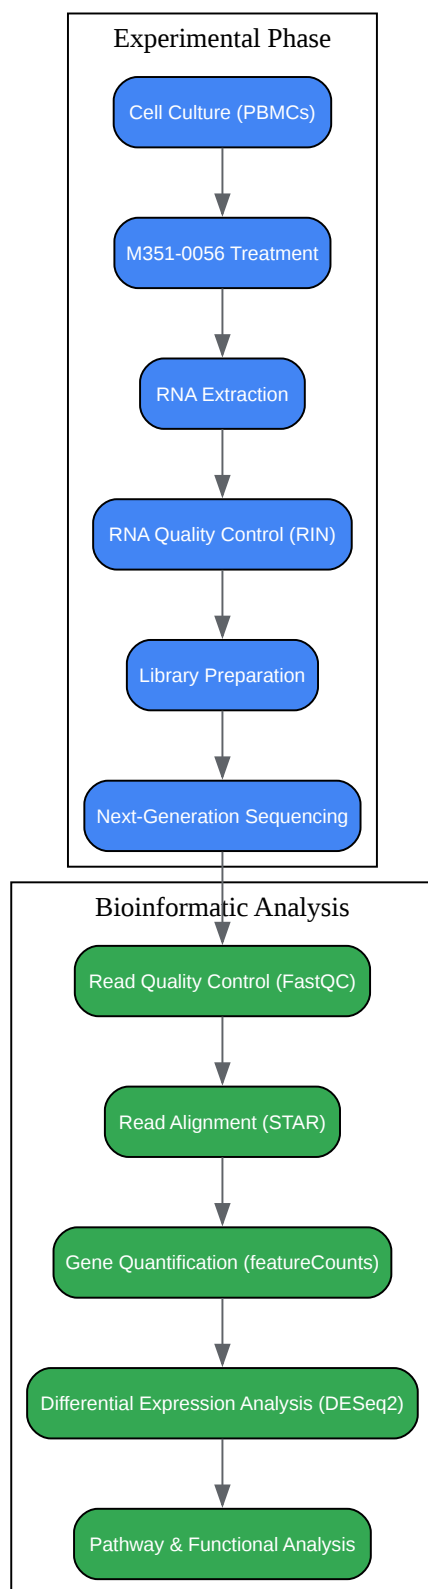 Experimental Phase
Cell Culture (PBMCs)
M351-0056 Treatment
RNA Extraction
RNA Quality Control (RIN)
Library Preparation
Next-Generation Sequencing
Bioinformatic Analysis
Read Quality Control (FastQC)
Read Alignment (STAR)
Gene Quantification (featureCounts)
Differential Expression Analysis (DESeq2)
Pathway & Functional Analysis